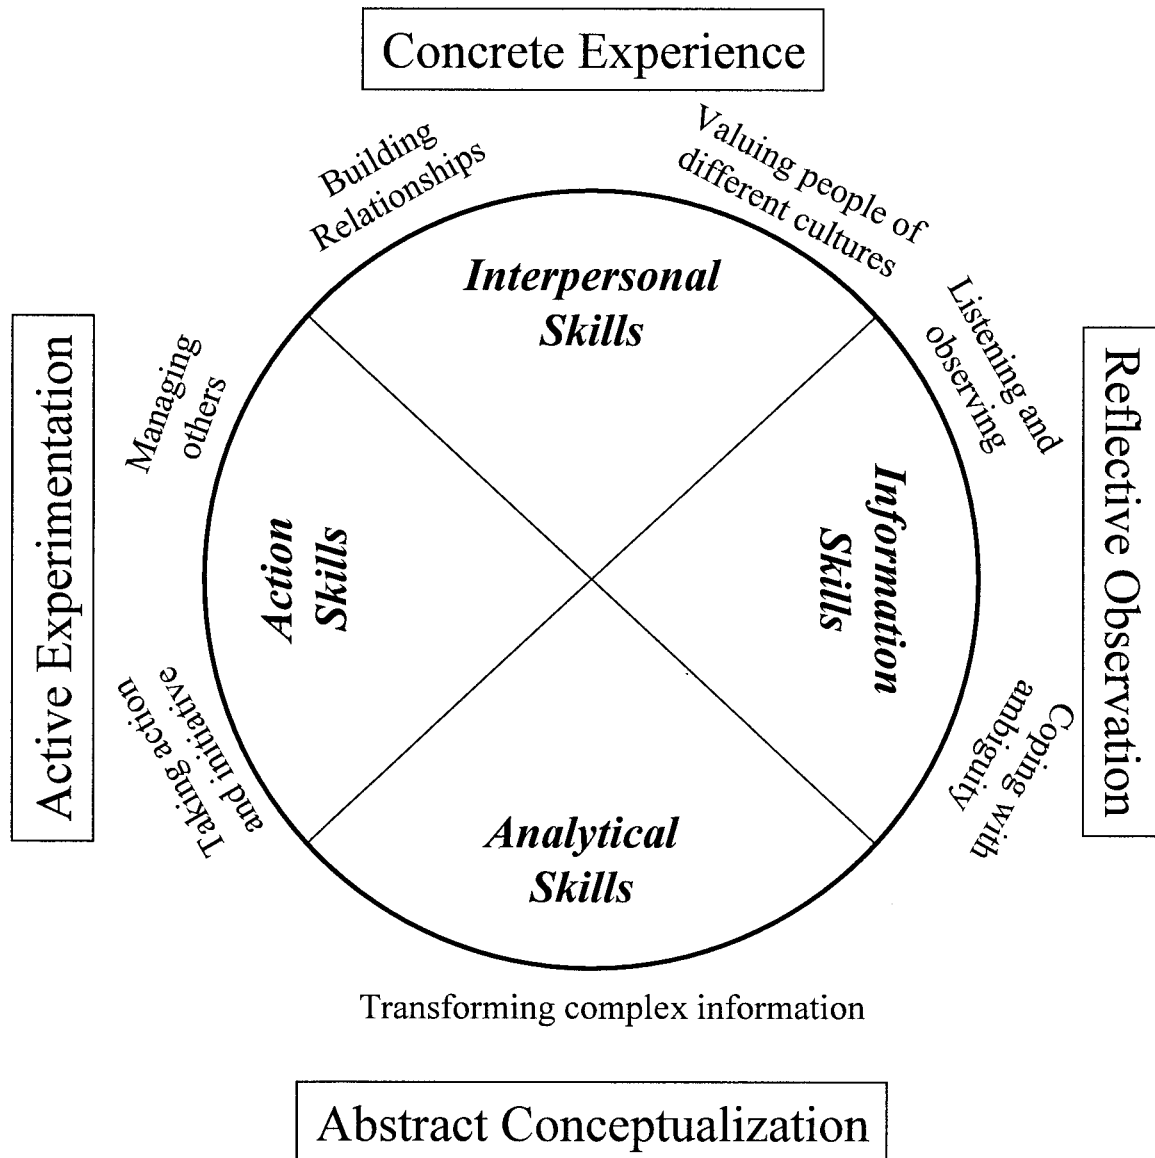 Concrete Experience
Building
Relationships
Valuing people of
different cultures
Interpersonal
Skills
Listening and
observing
Managing
others
Active Experimentation
Action
Skills
Information
Skills
Reflective Observation
Taking action
and initiative
Coping with
ambiguity
Analytical
Skills
Transforming complex information
Abstract Conceptualization